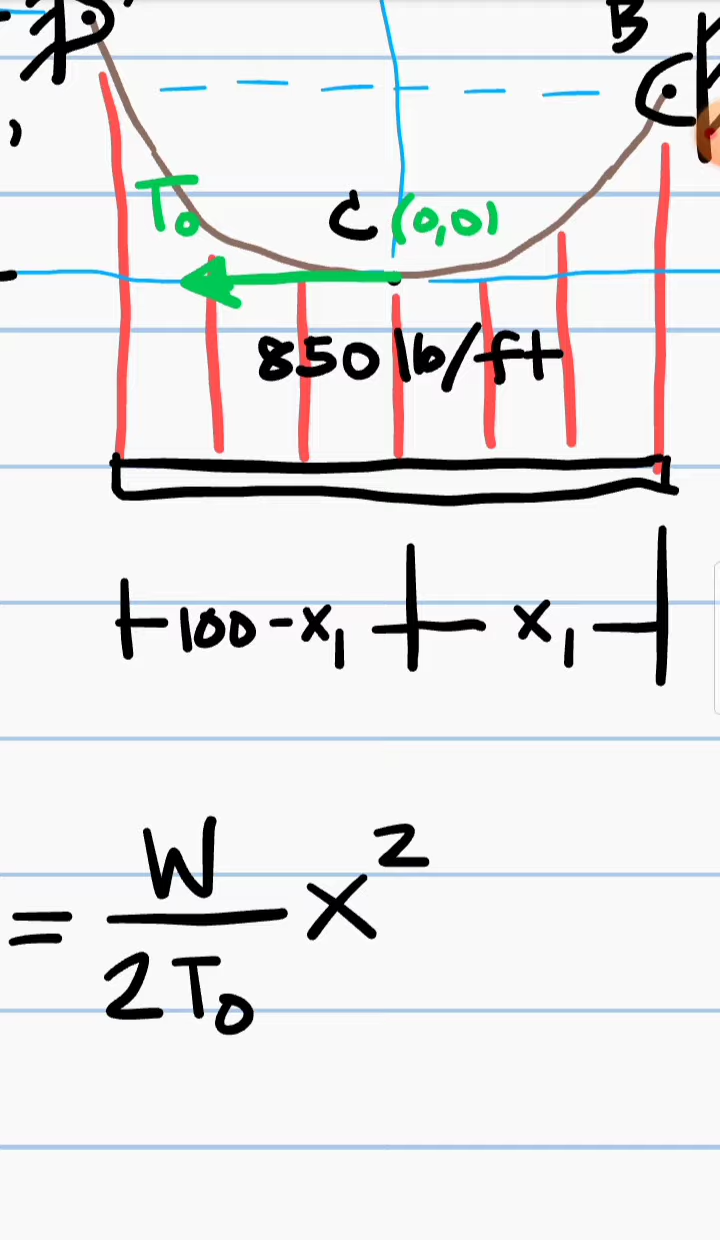 B
,
T₀
C (0,0)
850 lb/ft
100-x₁ x₁
= W
2T₀ x²